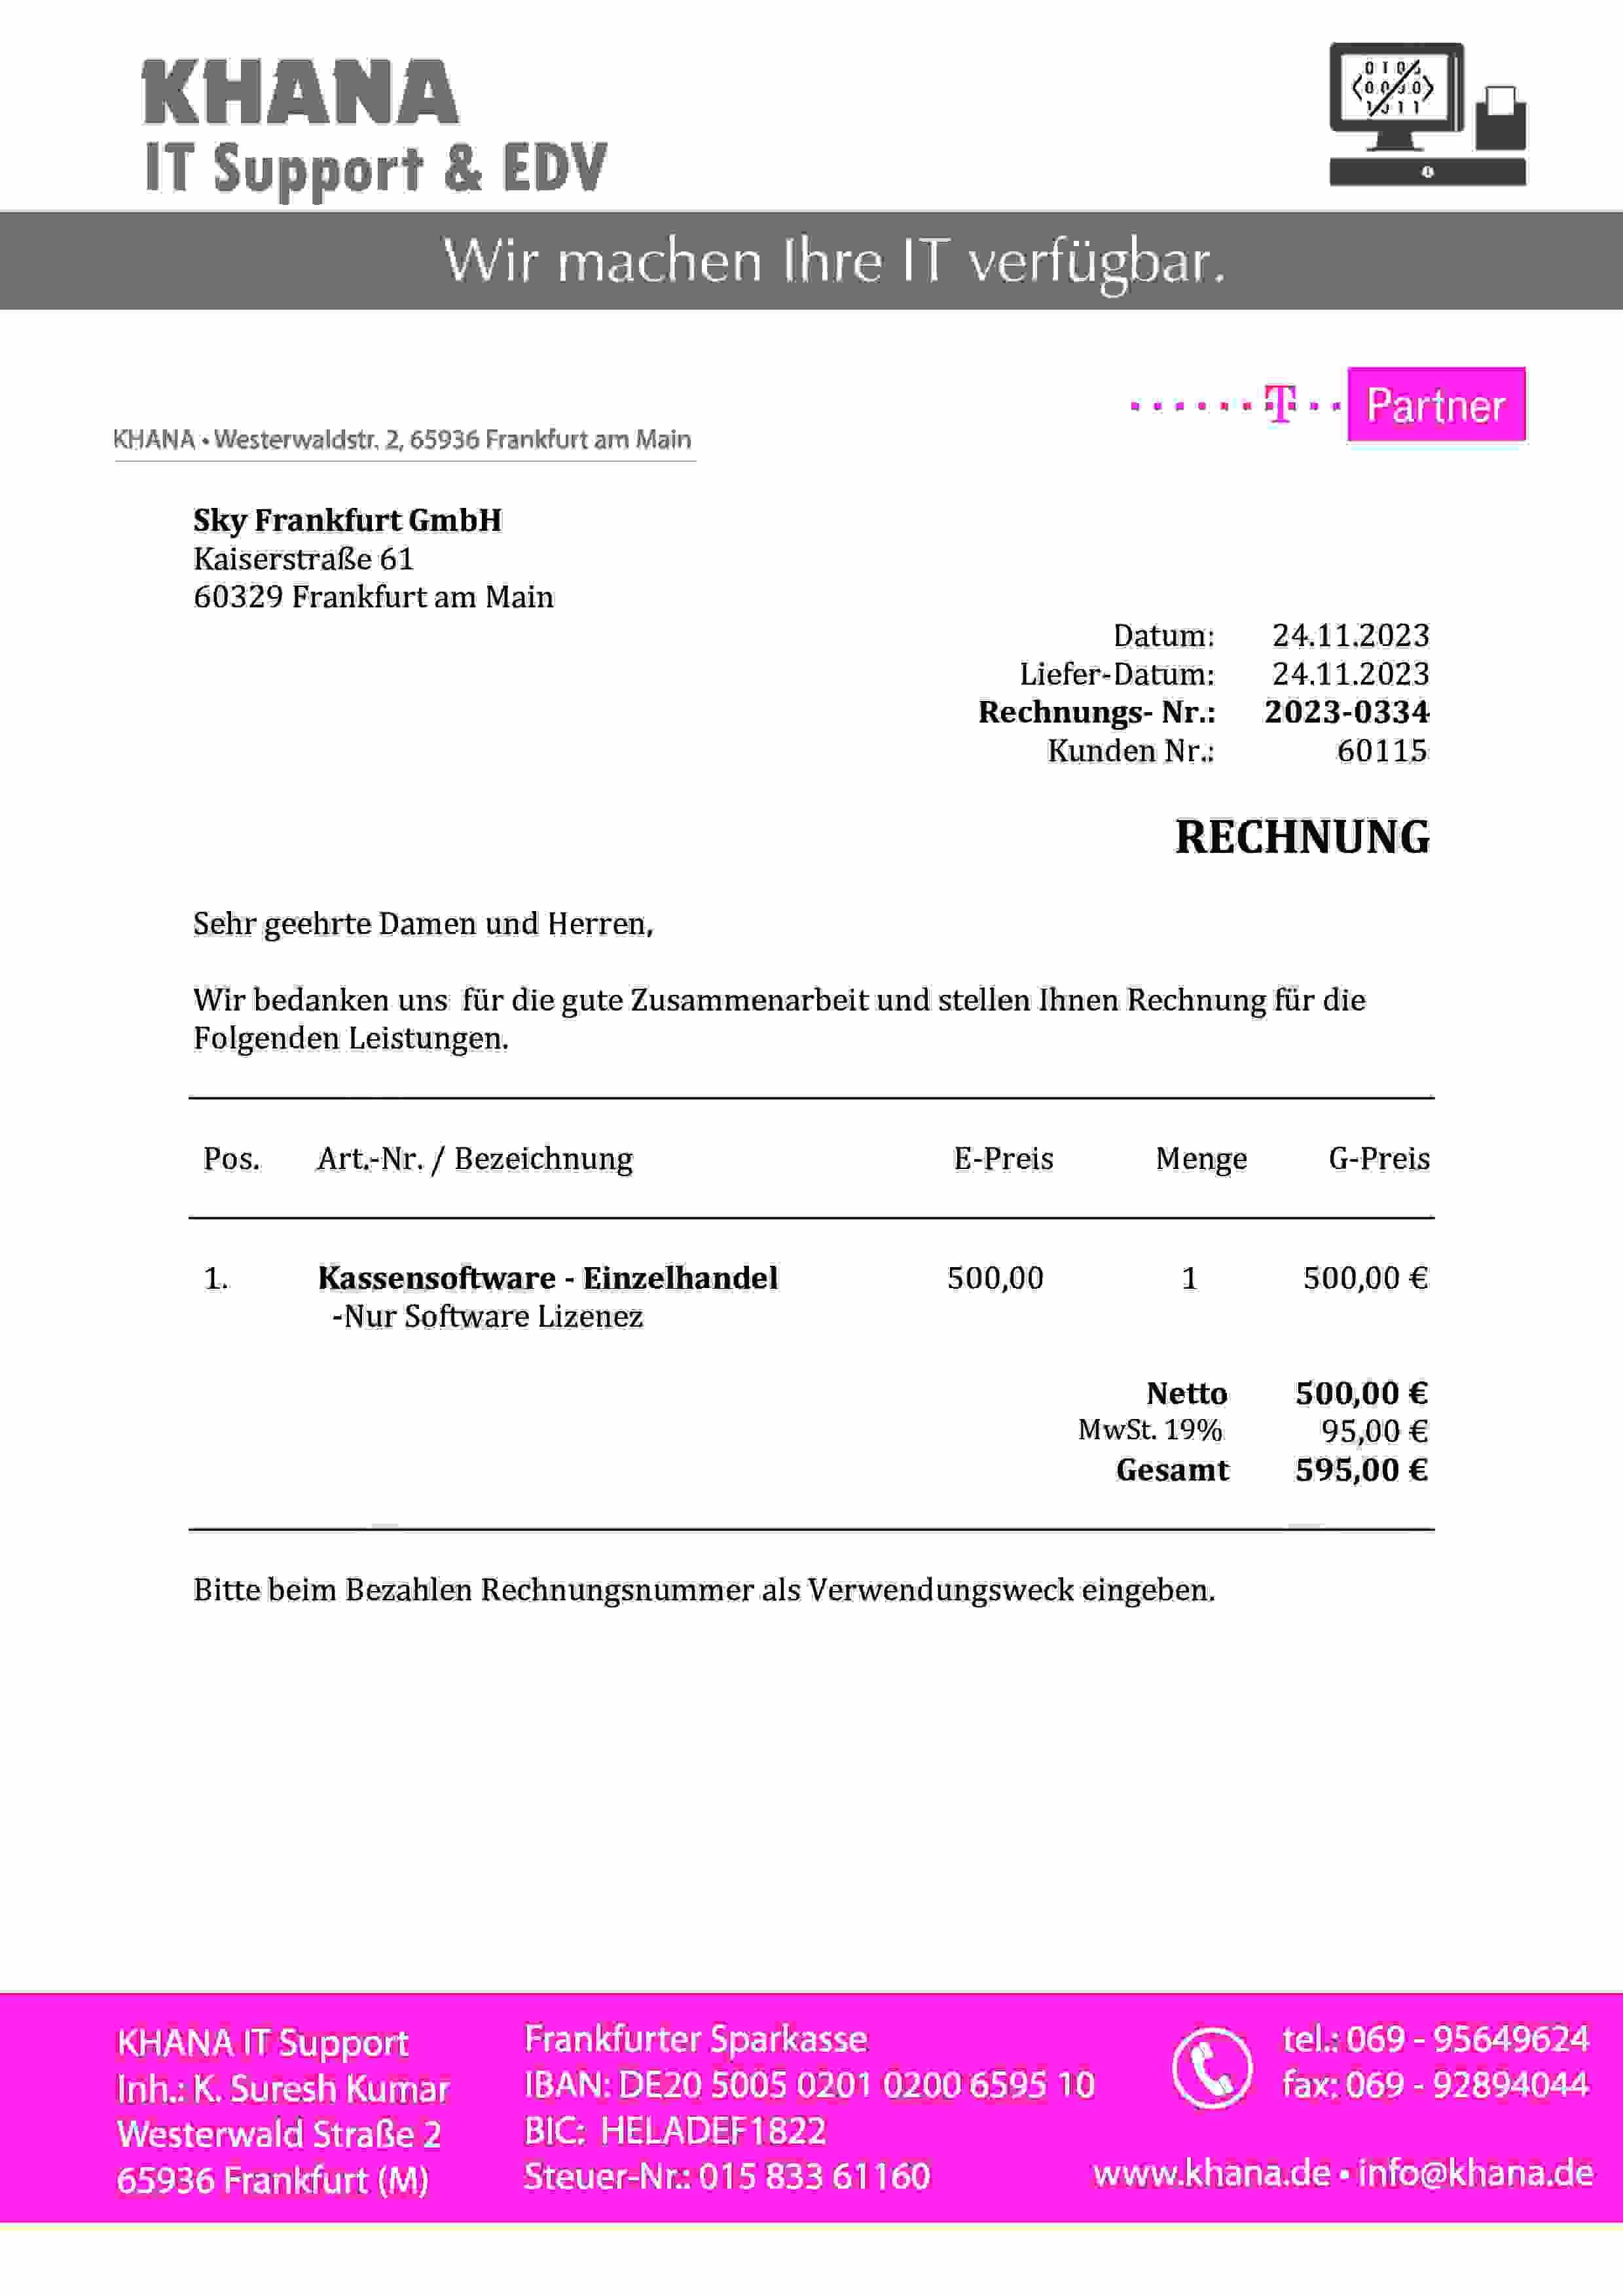 KHANA
IT Support & EDV
Wir machen Ihre IT verfügbar.
T Partner
KHANA • Westerwaldstr. 2, 65936 Frankfurt am Main
Sky Frankfurt GmbH
Kaiserstraße 61
60329 Frankfurt am Main
Datum: 24.11.2023
Liefer-Datum: 24.11.2023
Rechnungs- Nr.: 2023-0334
Kunden Nr.: 60115
RECHNUNG
Sehr geehrte Damen und Herren,
Wir bedanken uns für die gute Zusammenarbeit und stellen Ihnen Rechnung für die
Folgenden Leistungen.
Pos. Art.-Nr. / Bezeichnung E-Preis Menge G-Preis
1. Kassensoftware - Einzelhandel 500,00 1 500,00 €
-Nur Software Lizenez
Netto 500,00 €
MwSt. 19% 95,00 €
Gesamt 595,00 €
Bitte beim Bezahlen Rechnungsnummer als Verwendungsweck eingeben.
KHANA IT Support
Inh.: K. Suresh Kumar
Westerwald Straße 2
65936 Frankfurt (M)
Frankfurter Sparkasse
IBAN: DE20 5005 0201 0200 6595 10
BIC: HELADEF1822
Steuer-Nr.: 015 833 61160
tel.: 069 - 95649624
fax: 069 - 92894044
www.khana.de • info@khana.de